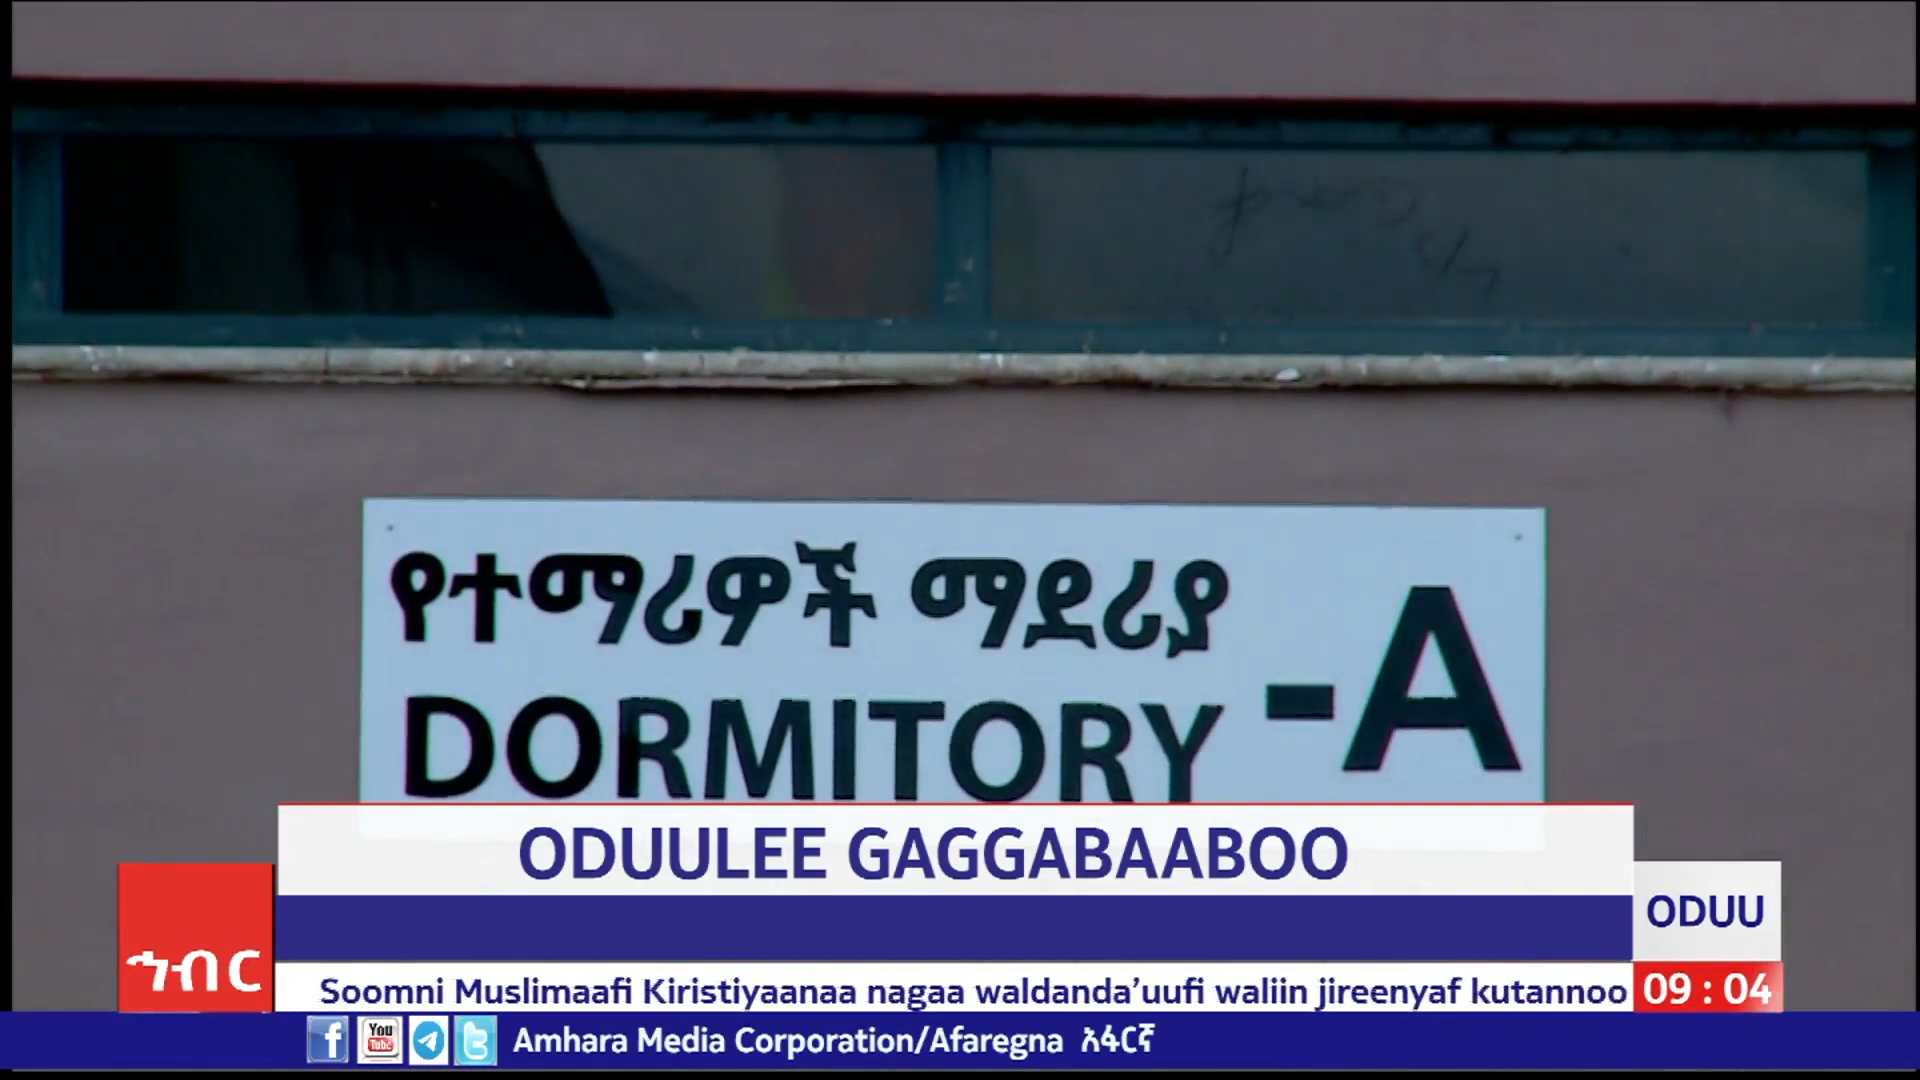 የተማሪዎች ማደሪያ
DORMITORY -A
ODUULEE GAGGABAABOO
ODUU
ኅብር
Soomni Muslimaafi Kiristiyaanaa nagaa waldanda’uufi waliin jireenyaf kutannoo
09 : 04
Amhara Media Corporation/Afaregna አፋርኛ